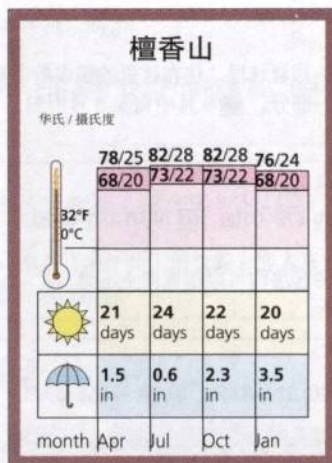 檀香山
华氏 / 摄氏度
78/25 82/28 82/28 76/24
68/20 73/22 73/22 68/20
32°F
0°C
21 24 22 20
days days days days
1.5 0.6 2.3 3.5
in in in in
month Apr Jul Oct Jan